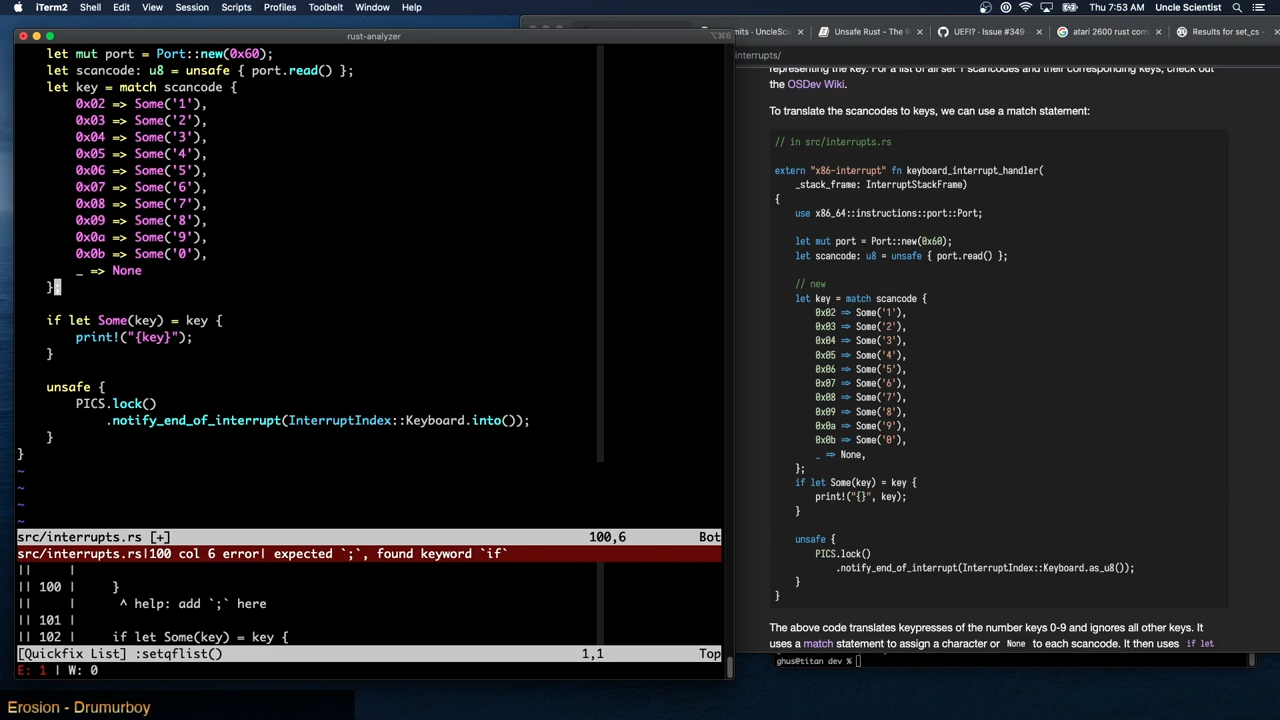 iTerm2 Shell Edit View Session Scripts Profiles Toolbelt Window Help
Thu 7:53 AM Uncle Scientist
rust-analyzer
⌥⌘6
let mut port = Port::new(0x60);
let scancode: u8 = unsafe { port.read() };
let key = match scancode {
0x02 => Some('1'),
0x03 => Some('2'),
0x04 => Some('3'),
0x05 => Some('4'),
0x06 => Some('5'),
0x07 => Some('6'),
0x08 => Some('7'),
0x09 => Some('8'),
0x0a => Some('9'),
0x0b => Some('0'),
_ => None
};
if let Some(key) = key {
print!("{key}");
}
unsafe {
PICS.lock()
.notify_end_of_interrupt(InterruptIndex::Keyboard.into());
}
}
~
~
~
~
src/interrupts.rs [+] 100,6 Bot
src/interrupts.rs|100 col 6 error| expected `;`, found keyword `if`
|| |
|| 100 | }
|| | ^ help: add `;` here
|| 101 |
|| 102 | if let Some(key) = key {
[Quickfix List] :setqflist() 1,1 Top
E: 1 | W: 0
Erosion - Drumurboy
mits · UncleSci
Unsafe Rust - The R
UEFI? · Issue #349
atari 2600 rust com
Results for set_cs
interrupts/
representing the key. For a list of all set 1 scancodes and their corresponding keys, check out
the OSDev Wiki.
To translate the scancodes to keys, we can use a match statement:
// in src/interrupts.rs
extern "x86-interrupt" fn keyboard_interrupt_handler(
_stack_frame: InterruptStackFrame)
{
use x86_64::instructions::port::Port;
let mut port = Port::new(0x60);
let scancode: u8 = unsafe { port.read() };
// new
let key = match scancode {
0x02 => Some('1'),
0x03 => Some('2'),
0x04 => Some('3'),
0x05 => Some('4'),
0x06 => Some('5'),
0x07 => Some('6'),
0x08 => Some('7'),
0x09 => Some('8'),
0x0a => Some('9'),
0x0b => Some('0'),
_ => None,
};
if let Some(key) = key {
print!("{}", key);
}
unsafe {
PICS.lock()
.notify_end_of_interrupt(InterruptIndex::Keyboard.as_u8());
}
}
The above code translates keypresses of the number keys 0-9 and ignores all other keys. It
uses a match statement to assign a character or None to each scancode. It then uses if let
ghus@titan dev %